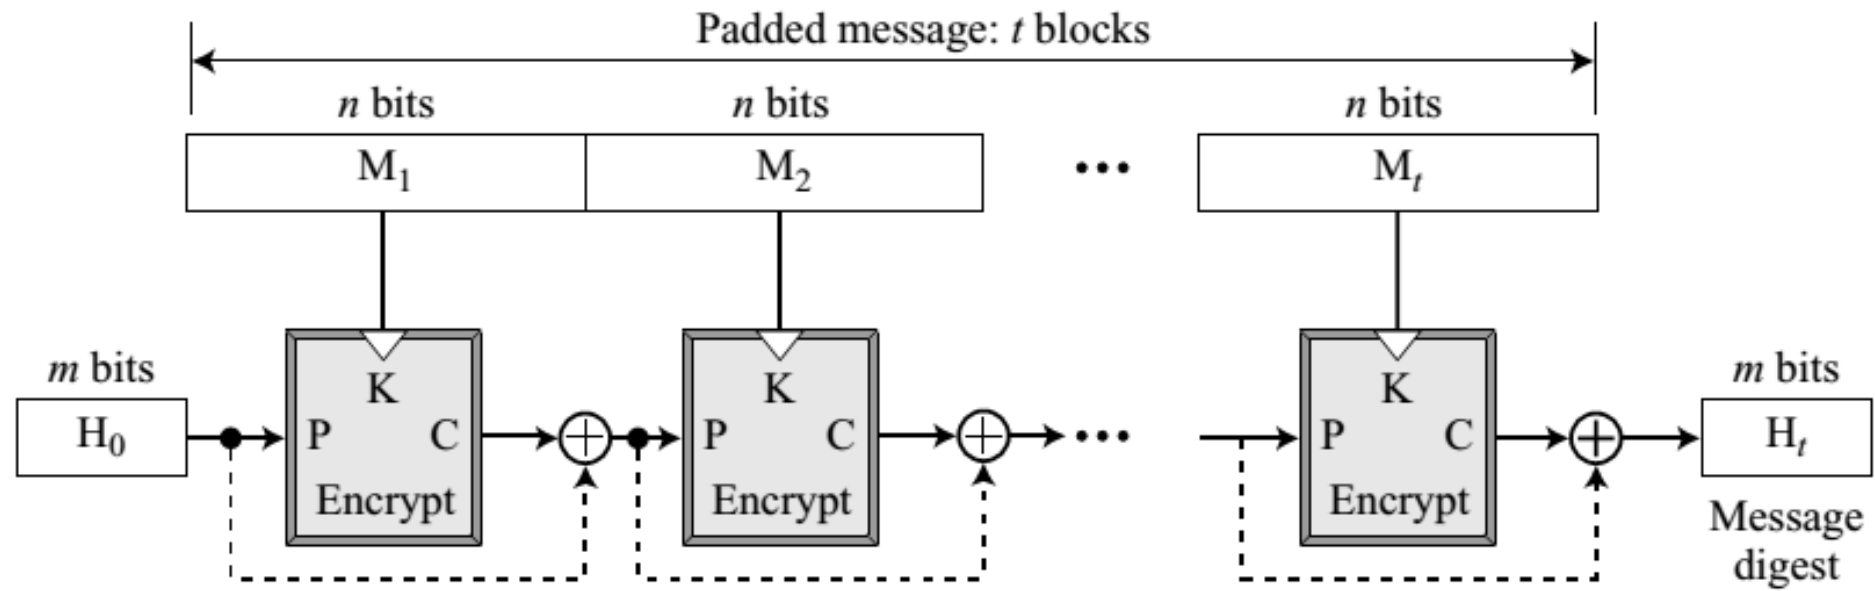 Padded message: t blocks
n bits n bits n bits
M₁ M₂ ••• Mₜ
m bits K K K m bits
H₀ P C P C ••• P C Hₜ
Encrypt Encrypt Encrypt
Message
digest